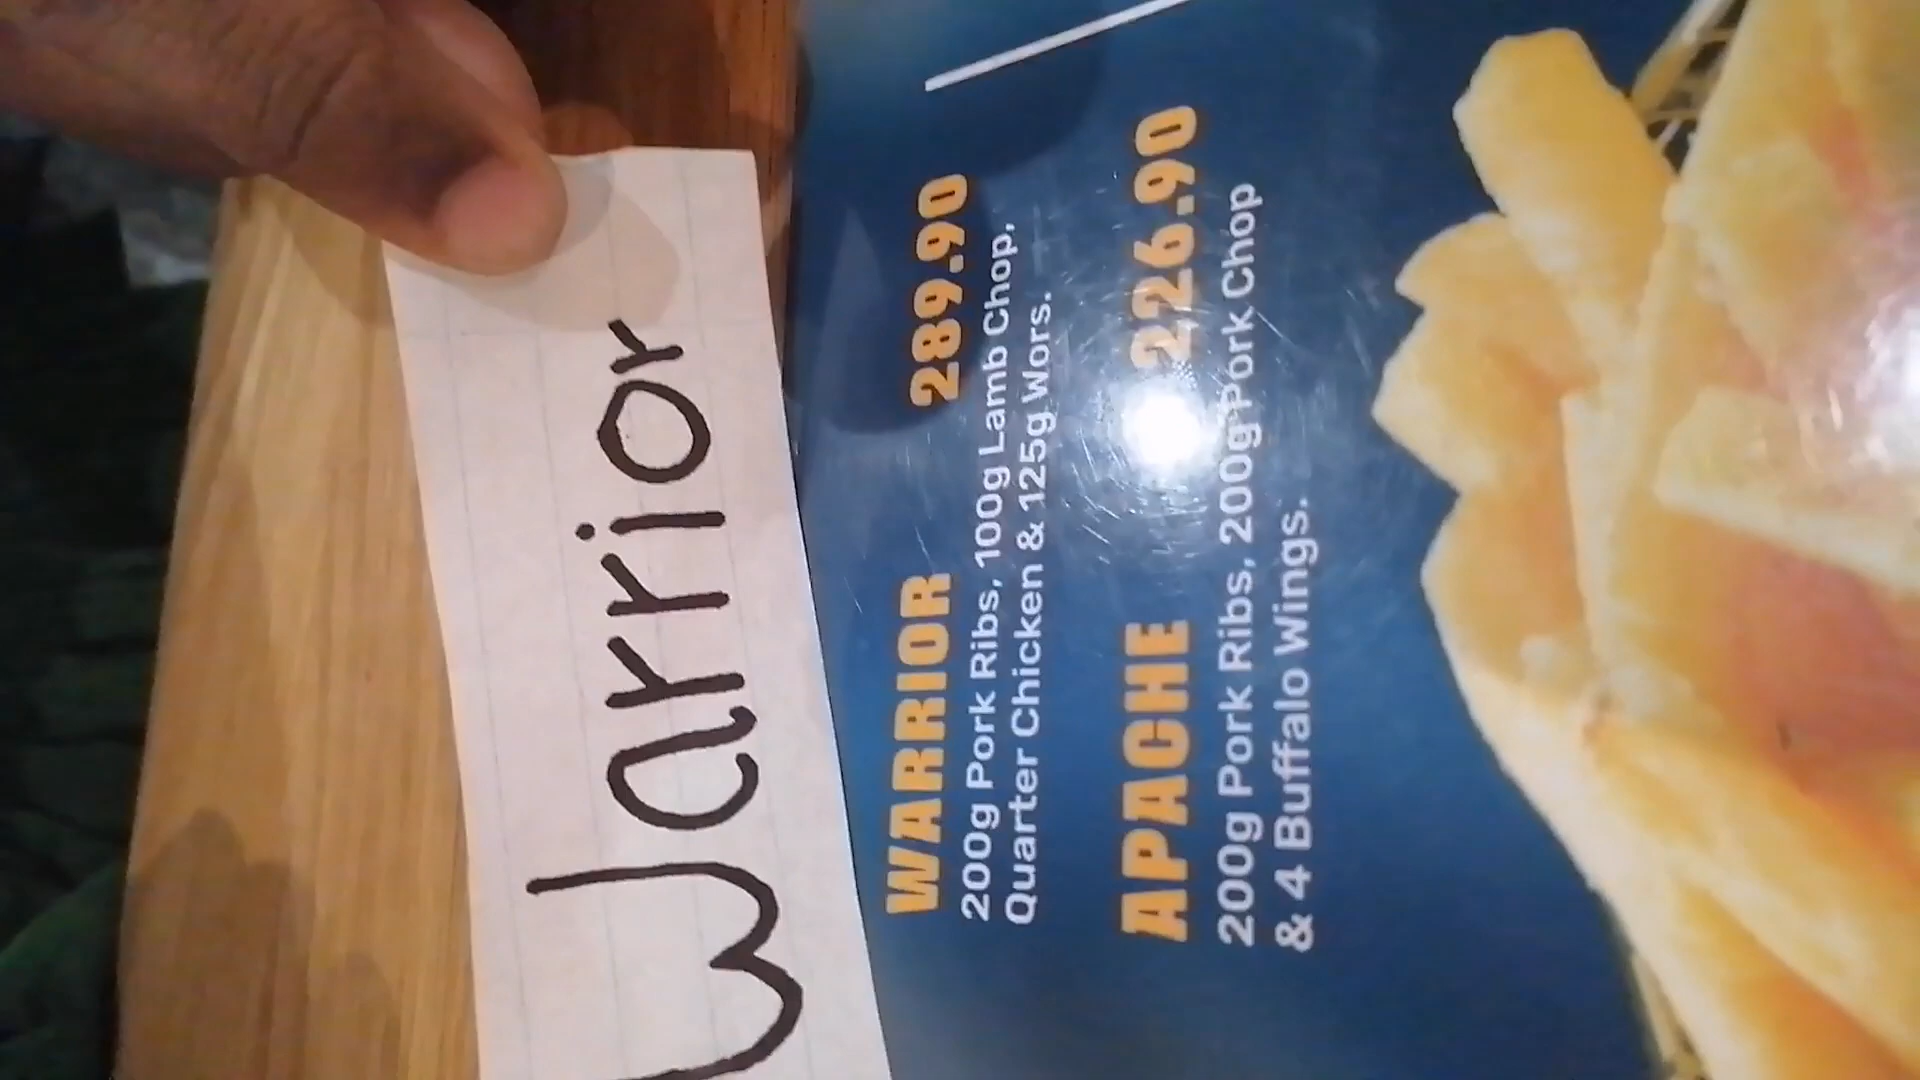 Warrior
WARRIOR 289.90
200g Pork Ribs, 100g Lamb Chop,
Quarter Chicken & 125g Wors.
APACHE 226.90
200g Pork Ribs, 200g Pork Chop
& 4 Buffalo Wings.